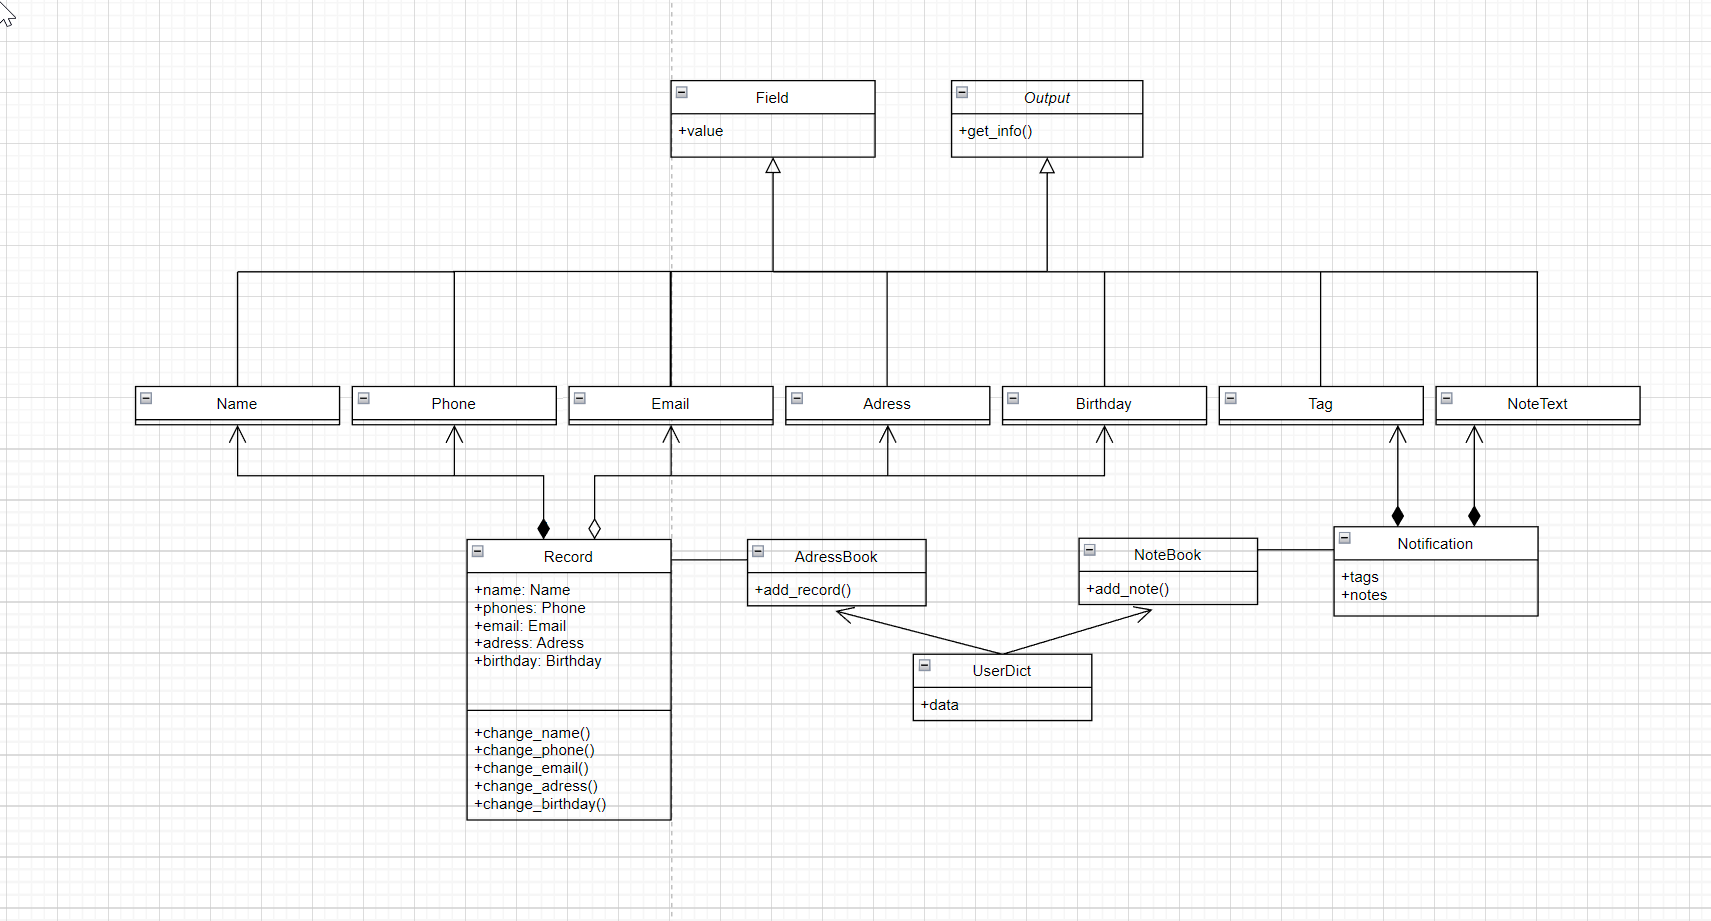 Field
+value
Output
+get_info()
Name
Phone
Email
Adress
Birthday
Tag
NoteText
Record
+name: Name
+phones: Phone
+email: Email
+adress: Adress
+birthday: Birthday
+change_name()
+change_phone()
+change_email()
+change_adress()
+change_birthday()
AdressBook
+add_record()
NoteBook
+add_note()
Notification
+tags
+notes
UserDict
+data